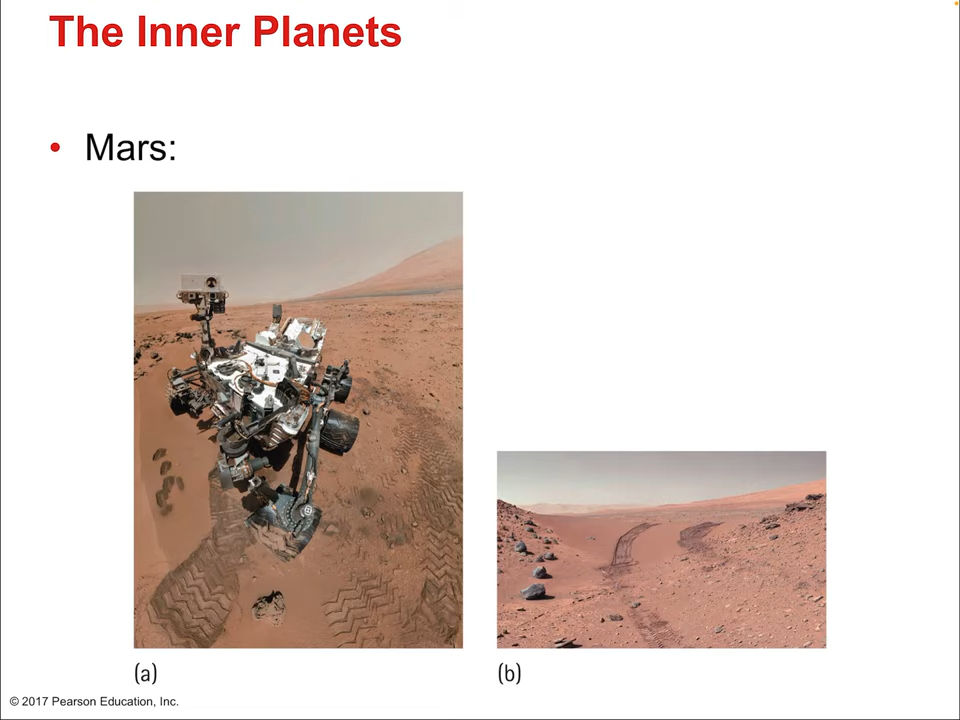 The Inner Planets
• Mars:
(a)
(b)
© 2017 Pearson Education, Inc.